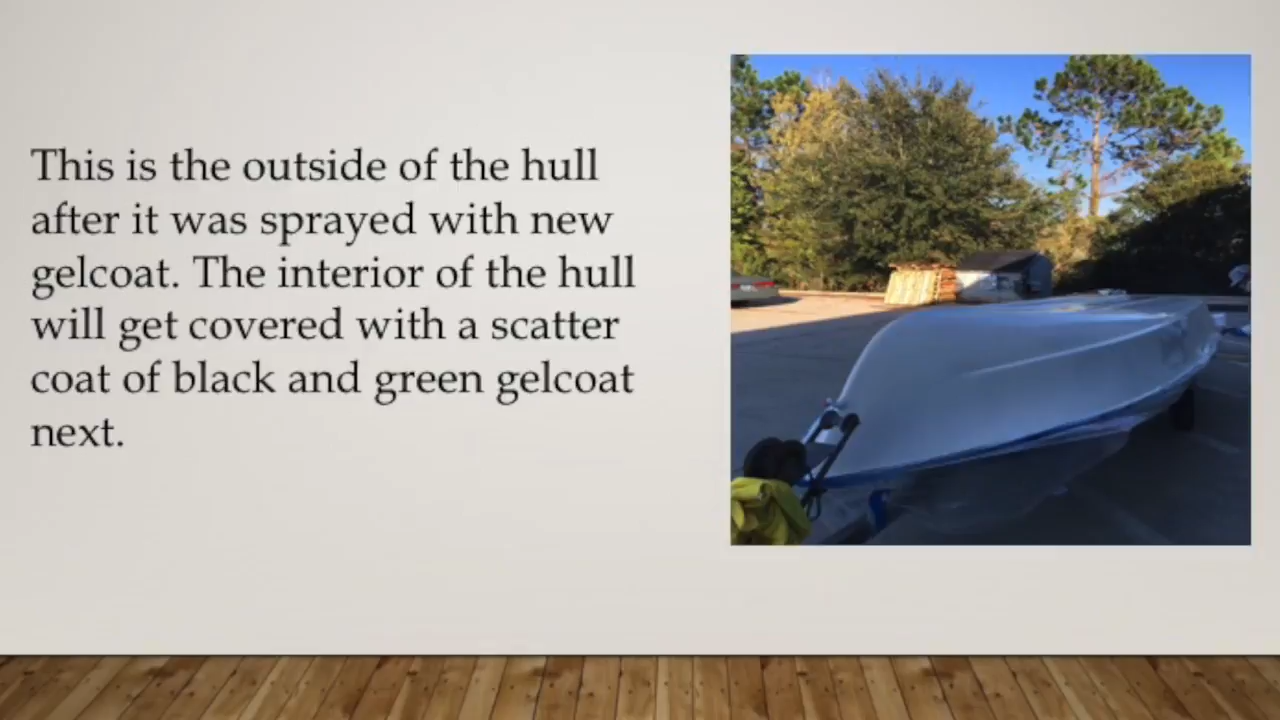 This is the outside of the hull
after it was sprayed with new
gelcoat. The interior of the hull
will get covered with a scatter
coat of black and green gelcoat
next.